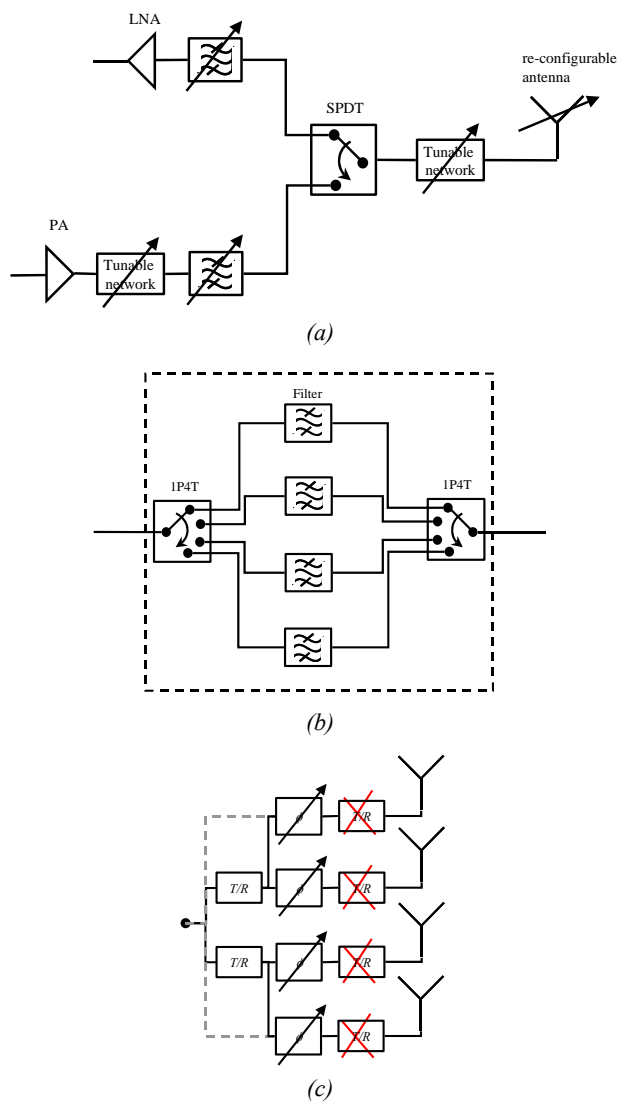 LNA
re-configurable
antenna
SPDT
Tunable
network
PA
Tunable
network
(a)
Filter
1P4T
1P4T
(b)
ϕ
T/R
T/R
ϕ
T/R
T/R
ϕ
T/R
ϕ
T/R
(c)